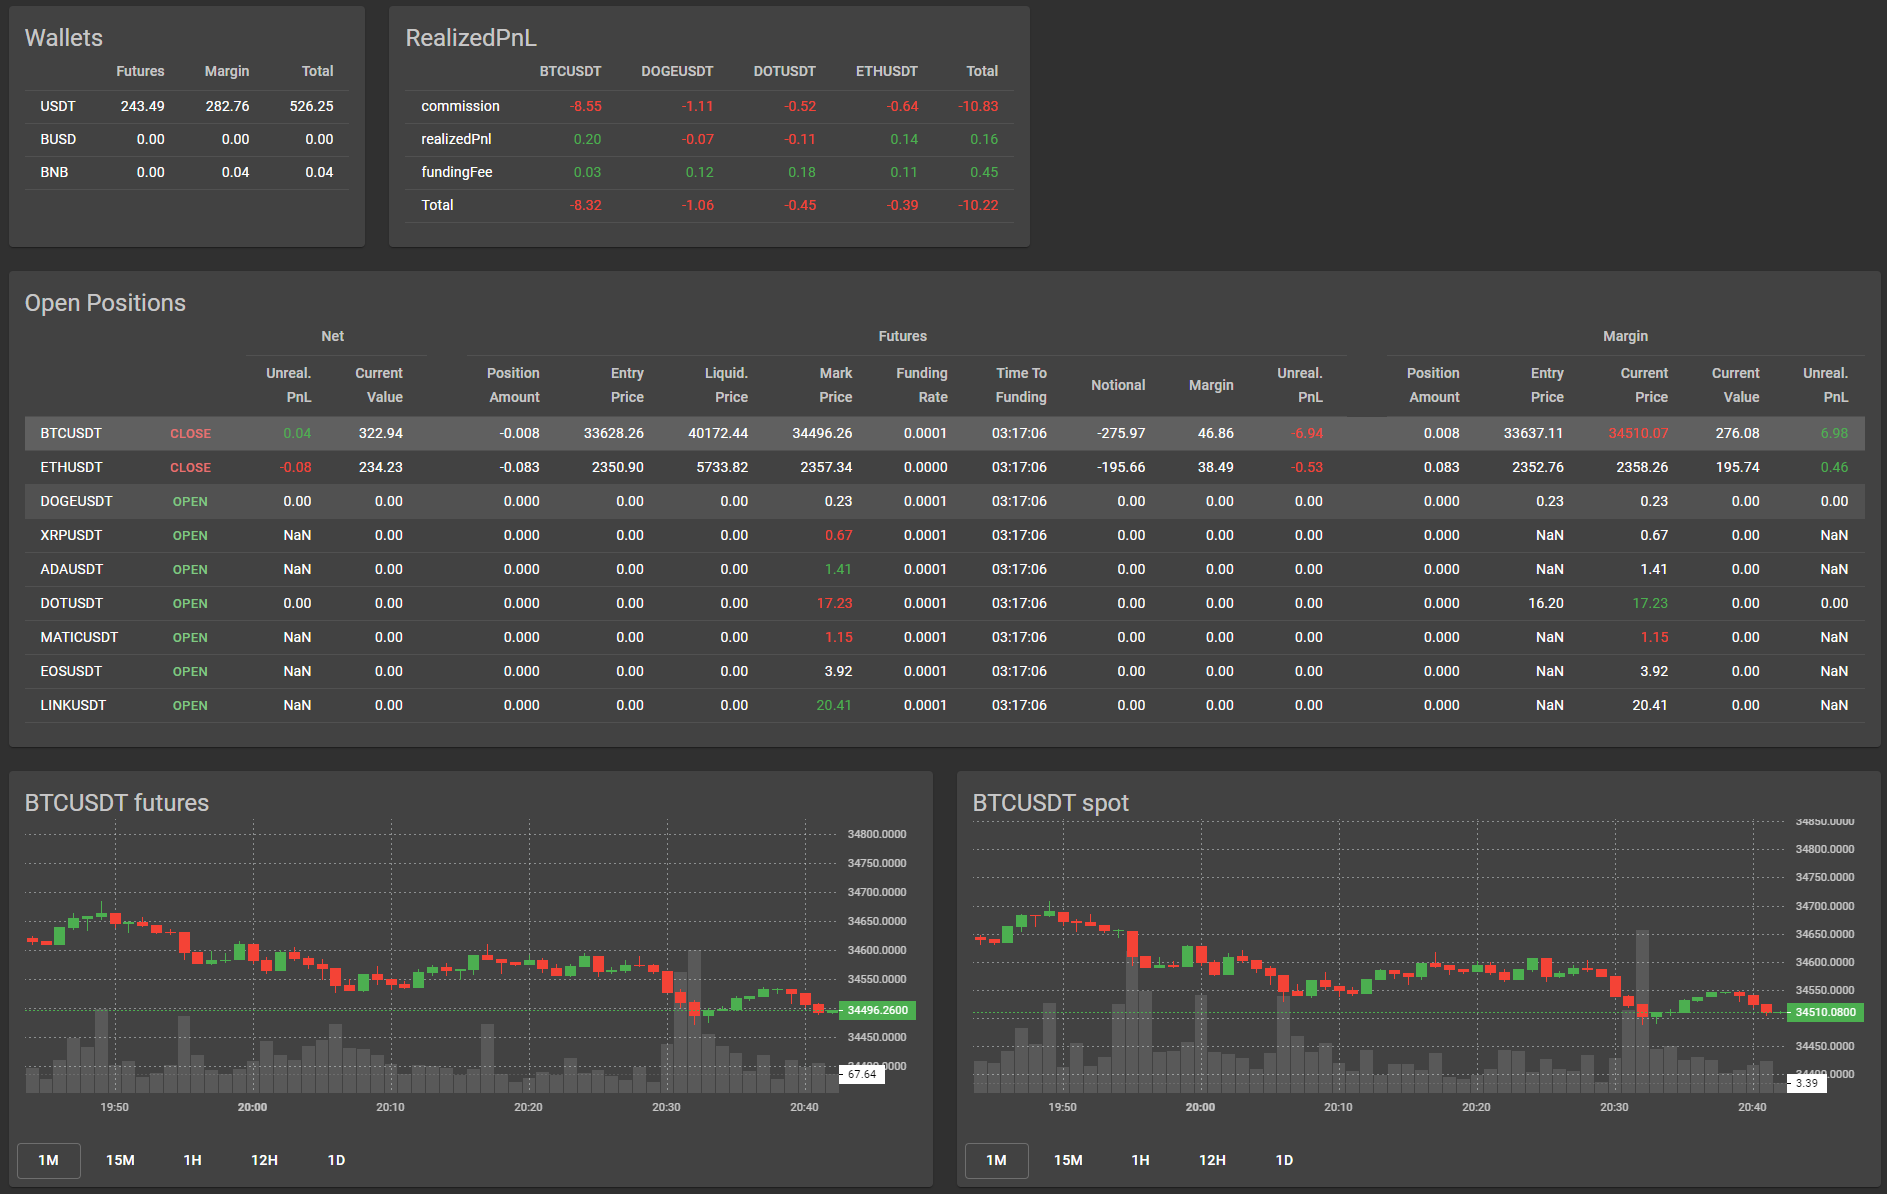 Wallets
Futures Margin Total
USDT 243.49 282.76 526.25
BUSD 0.00 0.00 0.00
BNB 0.00 0.04 0.04
RealizedPnL
BTCUSDT DOGEUSDT DOTUSDT ETHUSDT Total
commission -8.55 -1.11 -0.52 -0.64 -10.83
realizedPnl 0.20 -0.07 -0.11 0.14 0.16
fundingFee 0.03 0.12 0.18 0.11 0.45
Total -8.32 -1.06 -0.45 -0.39 -10.22
Open Positions
Net Futures Margin
Unreal. PnL Current Value Position Amount Entry Price Liquid. Price Mark Price Funding Rate Time To Funding Notional Margin Unreal. PnL Position Amount Entry Price Current Price Current Value Unreal. PnL
BTCUSDT CLOSE 0.04 322.94 -0.008 33628.26 40172.44 34496.26 0.0001 03:17:06 -275.97 46.86 -6.94 0.008 33637.11 34510.07 276.08 6.98
ETHUSDT CLOSE -0.08 234.23 -0.083 2350.90 5733.82 2357.34 0.0000 03:17:06 -195.66 38.49 -0.53 0.083 2352.76 2358.26 195.74 0.46
DOGEUSDT OPEN 0.00 0.00 0.000 0.00 0.00 0.23 0.0001 03:17:06 0.00 0.00 0.00 0.000 0.23 0.23 0.00 0.00
XRPUSDT OPEN NaN 0.00 0.000 0.00 0.00 0.67 0.0001 03:17:06 0.00 0.00 0.00 0.000 NaN 0.67 0.00 NaN
ADAUSDT OPEN NaN 0.00 0.000 0.00 0.00 1.41 0.0001 03:17:06 0.00 0.00 0.00 0.000 NaN 1.41 0.00 NaN
DOTUSDT OPEN 0.00 0.00 0.000 0.00 0.00 17.23 0.0001 03:17:06 0.00 0.00 0.00 0.000 16.20 17.23 0.00 0.00
MATICUSDT OPEN NaN 0.00 0.000 0.00 0.00 1.15 0.0001 03:17:06 0.00 0.00 0.00 0.000 NaN 1.15 0.00 NaN
EOSUSDT OPEN NaN 0.00 0.000 0.00 0.00 3.92 0.0001 03:17:06 0.00 0.00 0.00 0.000 NaN 3.92 0.00 NaN
LINKUSDT OPEN NaN 0.00 0.000 0.00 0.00 20.41 0.0001 03:17:06 0.00 0.00 0.00 0.000 NaN 20.41 0.00 NaN
BTCUSDT futures
34800.0000
34750.0000
34700.0000
34650.0000
34600.0000
34550.0000
34496.2600
34450.0000
34400.0000
67.64
19:50 20:00 20:10 20:20 20:30 20:40
1M 15M 1H 12H 1D
BTCUSDT spot
34850.0000
34800.0000
34750.0000
34700.0000
34650.0000
34600.0000
34550.0000
34510.0800
34450.0000
34400.0000
3.39
19:50 20:00 20:10 20:20 20:30 20:40
1M 15M 1H 12H 1D